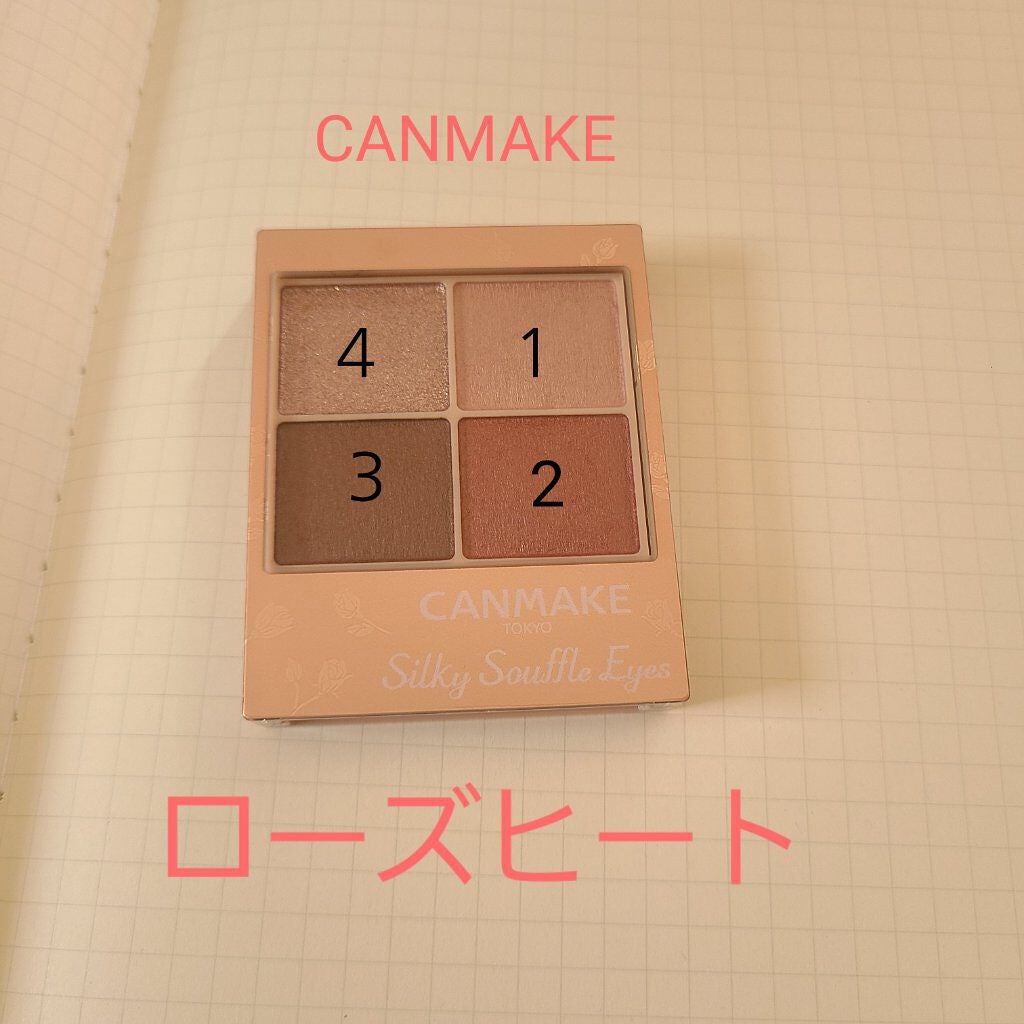 CANMAKE
4 1
3 2
CANMAKE
TOKYO
Silky Souffle Eyes
ローズヒート